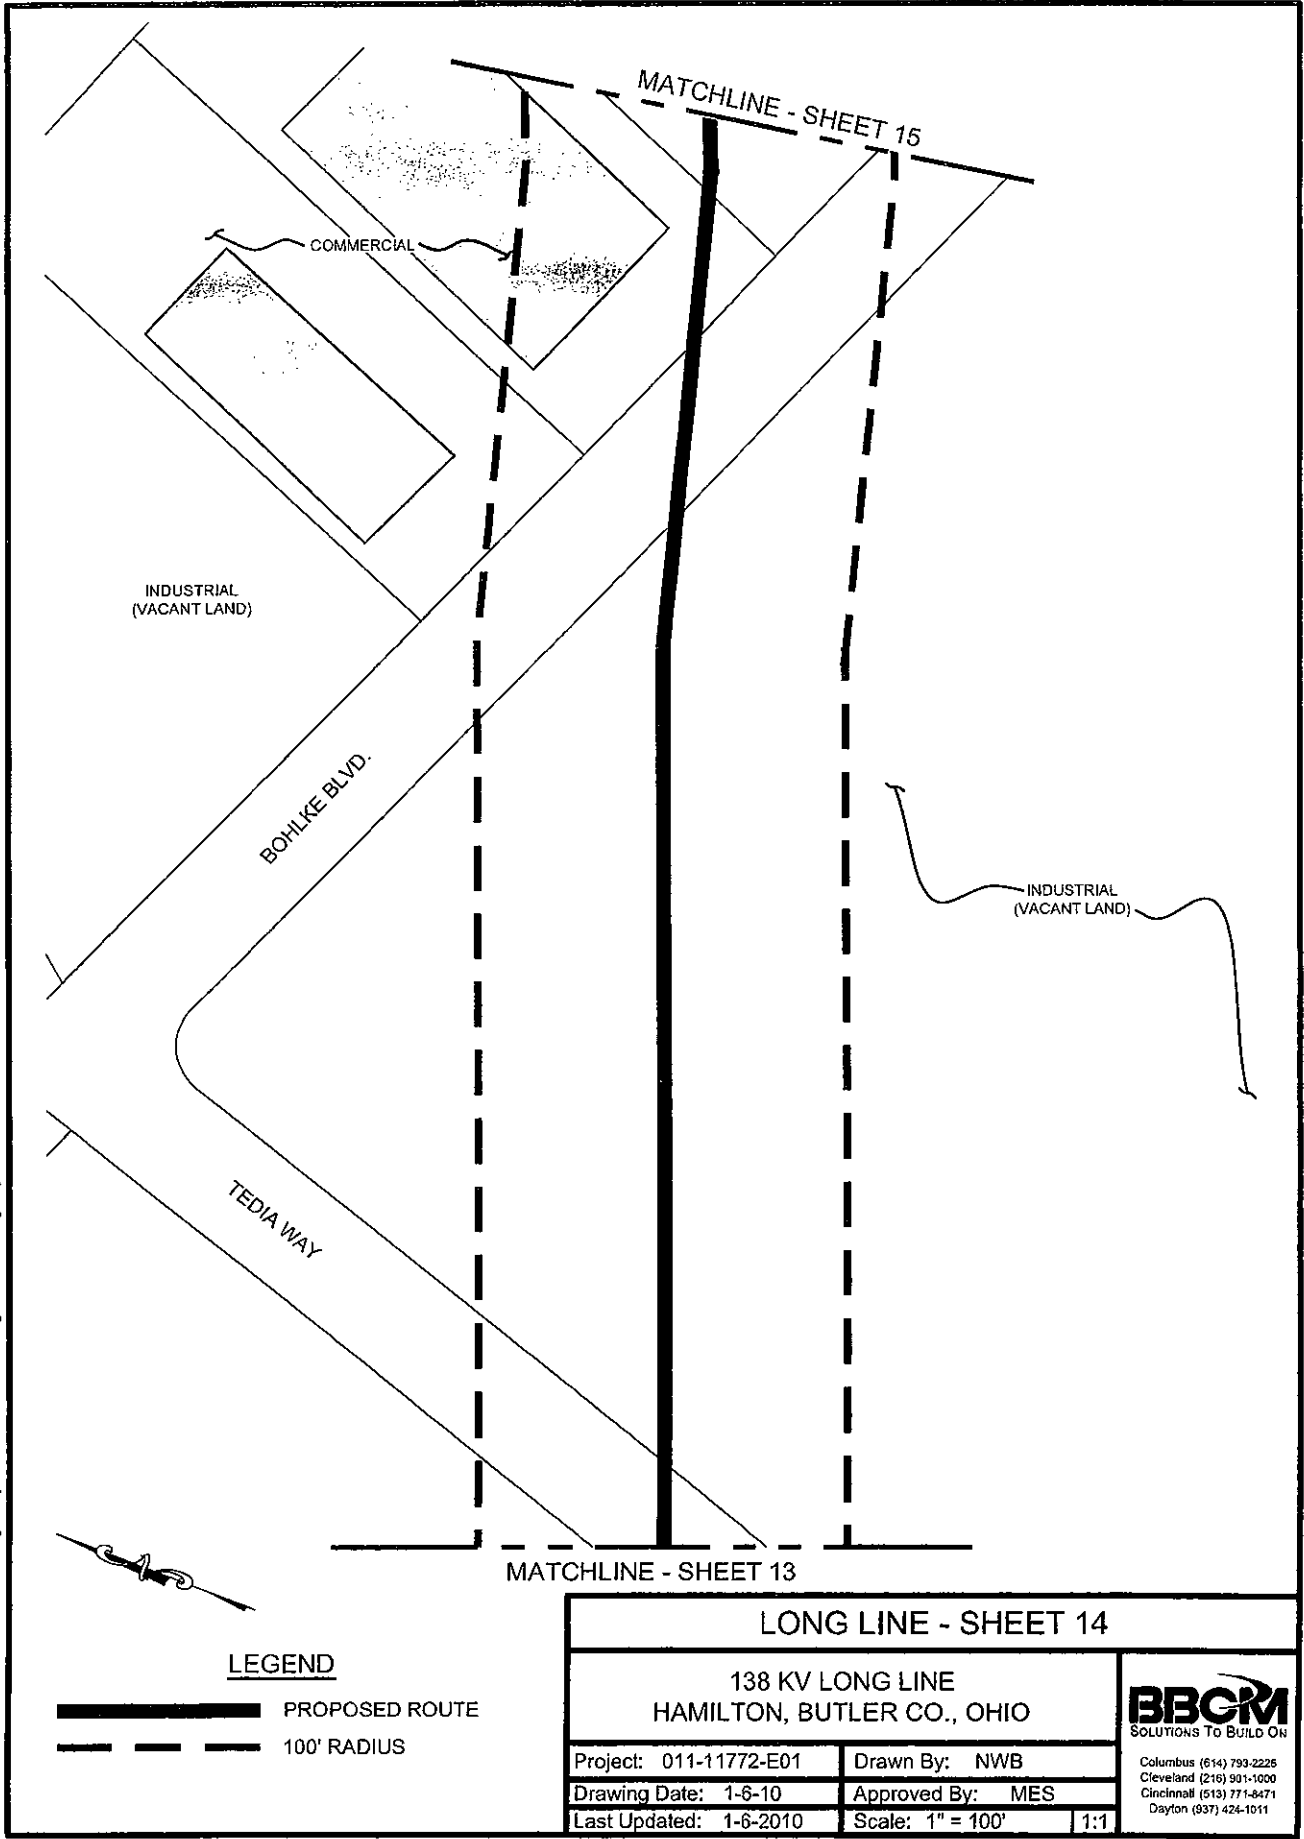 MATCHLINE - SHEET 15
COMMERCIAL
INDUSTRIAL
(VACANT LAND)
BOHLKE BLVD.
INDUSTRIAL
(VACANT LAND)
TEDIA WAY
MATCHLINE - SHEET 13
LEGEND
PROPOSED ROUTE
100' RADIUS
LONG LINE - SHEET 14
138 KV LONG LINE
HAMILTON, BUTLER CO., OHIO
Project: 011-11772-E01
Drawn By: NWB
Drawing Date: 1-6-10
Approved By: MES
Last Updated: 1-6-2010
Scale: 1" = 100'
1:1
BBCM
SOLUTIONS TO BUILD ON
Columbus (614) 793-2226
Cleveland (216) 901-1000
Cincinnati (513) 771-8471
Dayton (937) 424-1011